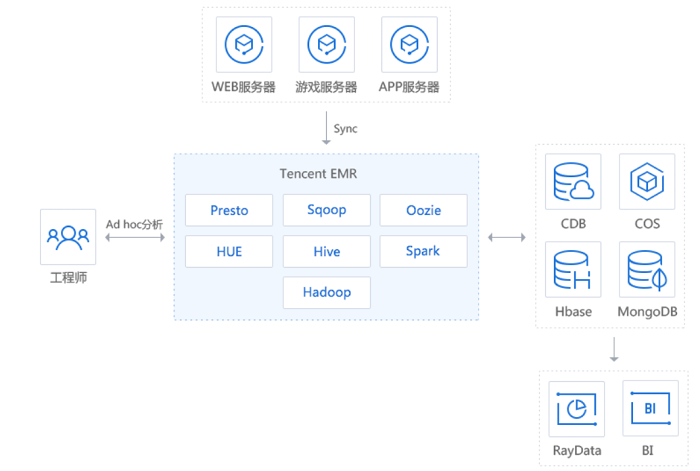 WEB服务器 游戏服务器 APP服务器
Sync
Tencent EMR
Presto Sqoop Oozie
HUE Hive Spark
Hadoop
Ad hoc分析
工程师
CDB COS
Hbase MongoDB
RayData BI
BI